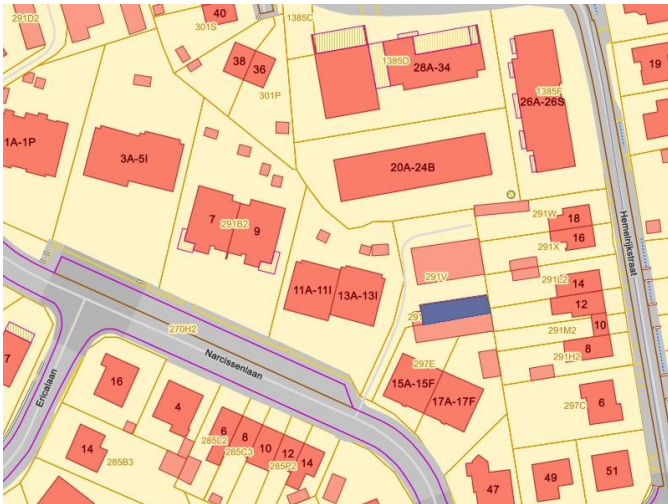 291D2
40
301S
1385C
38
36
301P
1385D
28A-34
1385F
26A-26S
19
1A-1P
3A-5I
20A-24B
7
291B2
9
291W
18
16
291X
Hemelrijkstraat
11A-11I
13A-13I
291V
291L2
14
12
10
291M2
8
291H2
270H2
Narcissenlaan
297E
15A-15F
17A-17F
297C
6
7
Ericalaan
16
4
6
8
10
12
14
285L2
285C3
285P2
14
285B3
47
49
51